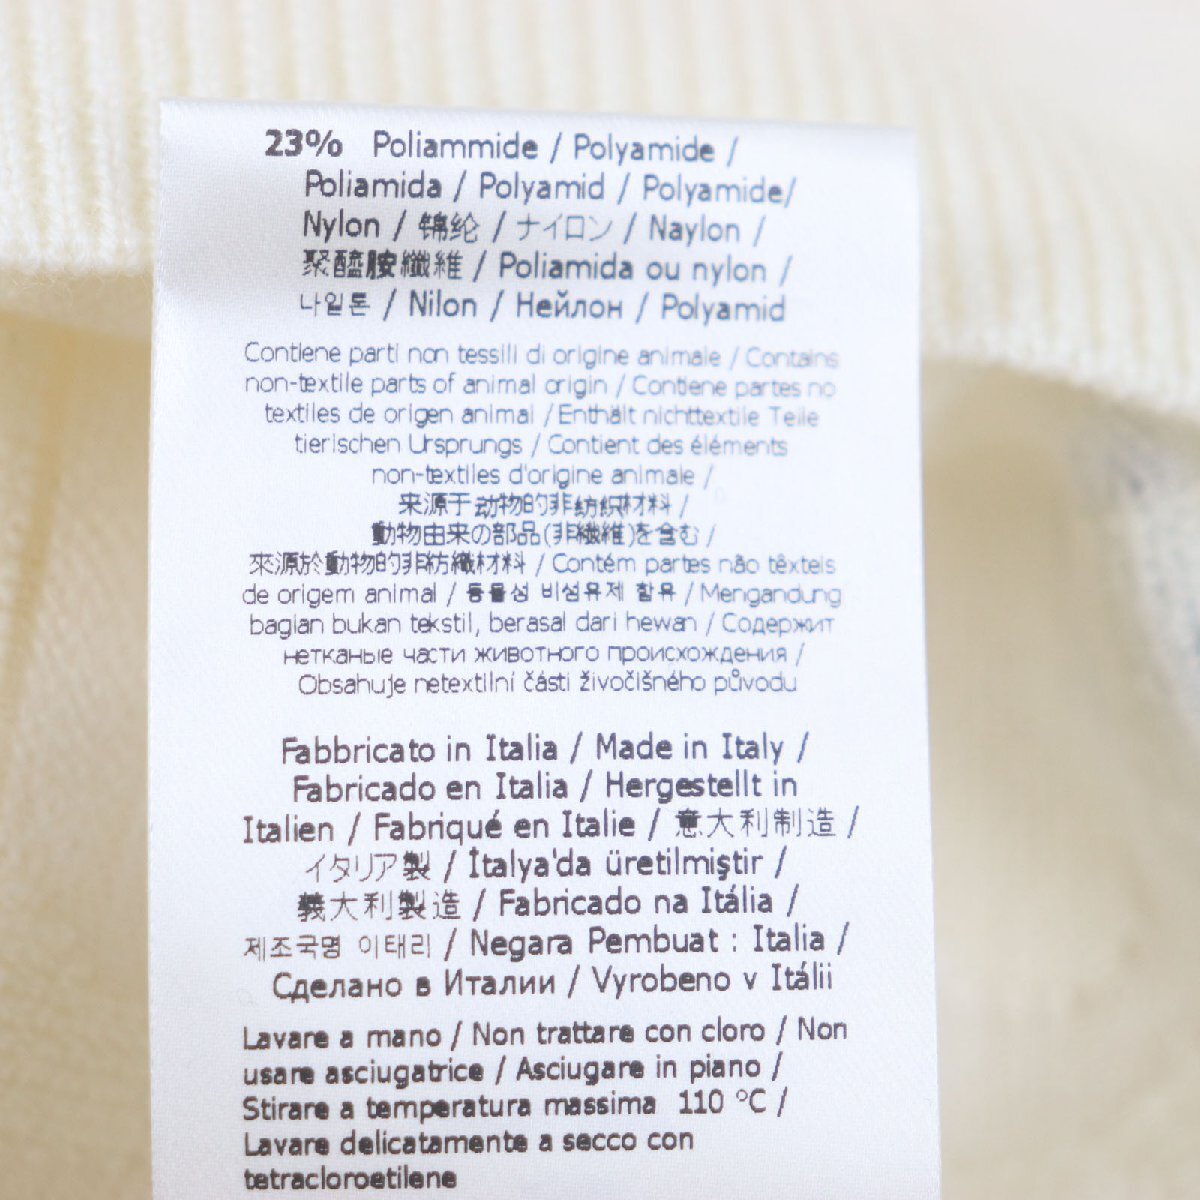 23% Poliammide / Polyamide /
Poliamida / Polyamid / Polyamide/
Nylon / 锦纶 / ナイロン / Naylon /
聚醯胺纖維 / Poliamida ou nylon /
나일론 / Nilon / Нейлон / Polyamid
Contiene parti non tessili di origine animale / Contains
non-textile parts of animal origin / Contiene partes no
textiles de origen animal / Enthält nichttextile Teile
tierischen Ursprungs / Contient des éléments
non-textiles d'origine animale /
来源于动物的非纺织材料 /
動物由来の部品(非繊維)を含む /
來源於動物的非紡織材料 / Contém partes não têxteis
de origem animal / 동물성 비섬유제 함유 / Mengandung
bagian bukan tekstil, berasal dari hewan / Содержит
нетканые части животного происхождения /
Obsahuje netextilní části živočišného původu
Fabbricato in Italia / Made in Italy /
Fabricado en Italia / Hergestellt in
Italien / Fabriqué en Italie / 意大利制造 /
イタリア製 / İtalya'da üretilmiştir /
義大利製造 / Fabricado na Itália /
제조국명 이태리 / Negara Pembuat : Italia /
Сделано в Италии / Vyrobeno v Itálii
Lavare a mano / Non trattare con cloro / Non
usare asciugatrice / Asciugare in piano /
Stirare a temperatura massima 110 °C /
Lavare delicatamente a secco con
tetracloroetilene